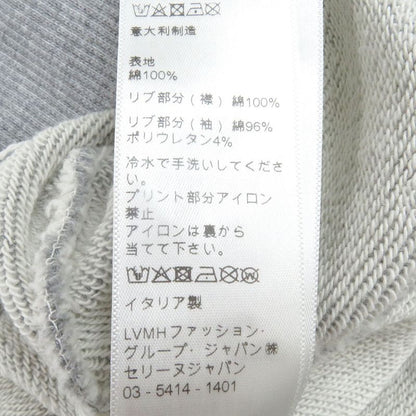 意大利制造
表地
綿100%
リブ部分(襟)綿100%
リブ部分(袖)綿96%
ポリウレタン4%
冷水で手洗いしてくださ
い。
プリント部分アイロン
禁止
アイロンは裏から
当てて下さい。
イタリア製
LVMHファッション・
グループ・ジャパン㈱
セリーヌジャパン
03-5414-1401